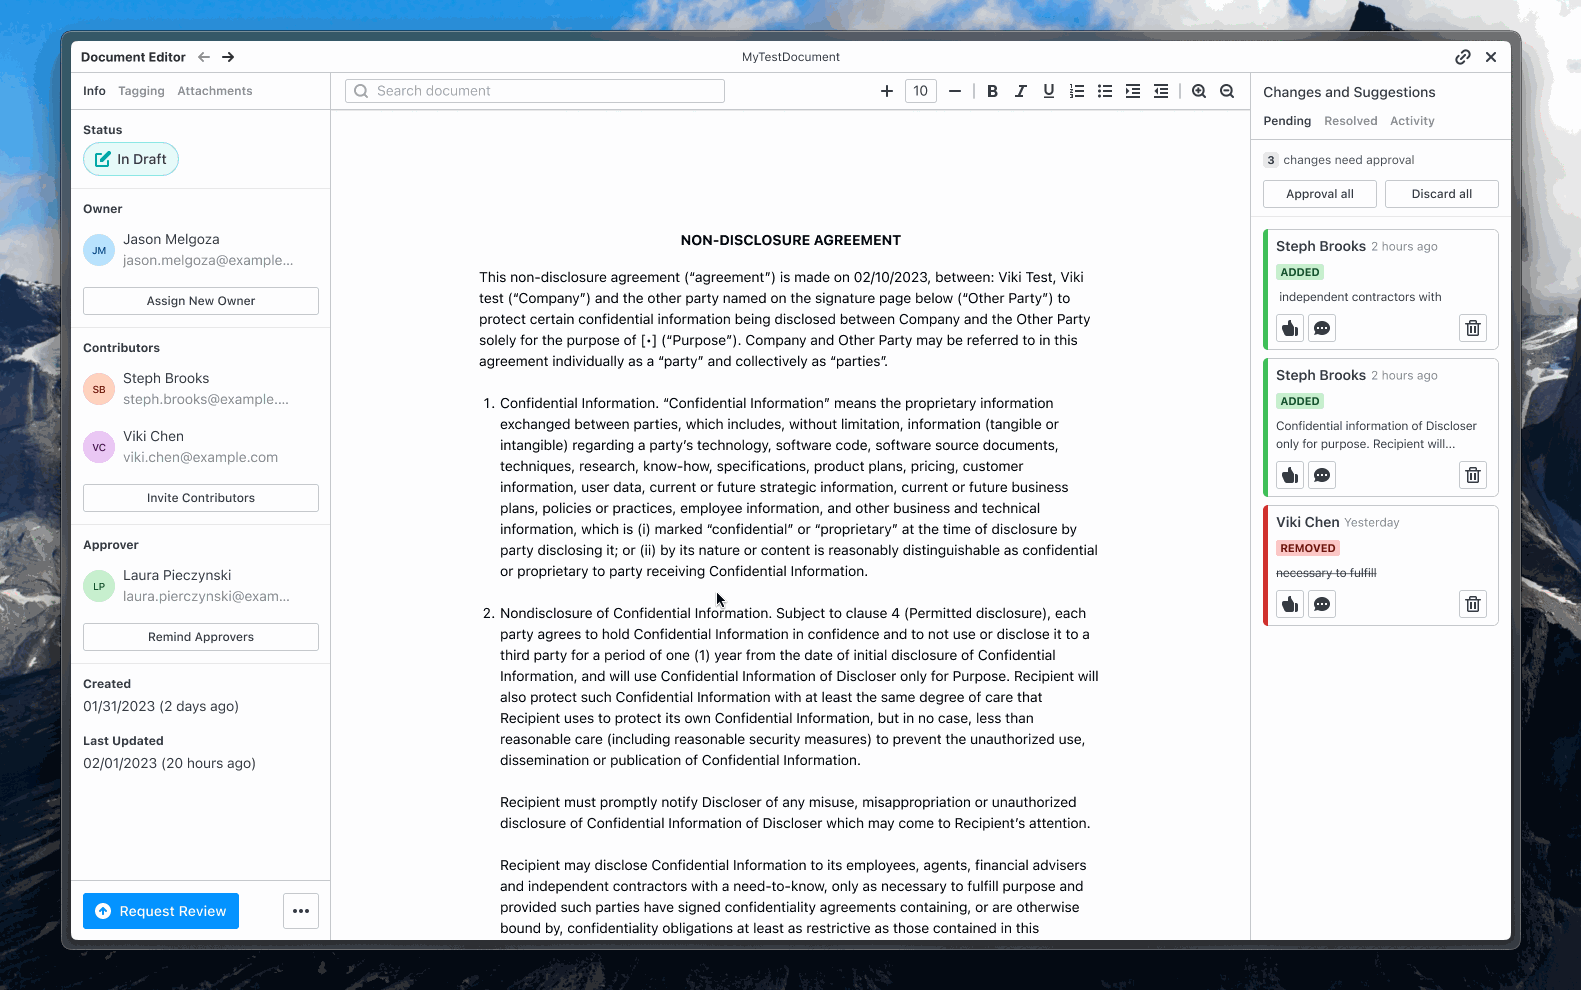 Document Editor
MyTestDocument
Info Tagging Attachments
Status
In Draft
Owner
JM
Jason Melgoza
jason.melgoza@example...
Assign New Owner
Contributors
SB
Steph Brooks
steph.brooks@example....
VC
Viki Chen
viki.chen@example.com
Invite Contributors
Approver
LP
Laura Pieczynski
laura.pierczynski@exam...
Remind Approvers
Created
01/31/2023 (2 days ago)
Last Updated
02/01/2023 (20 hours ago)
Request Review
Search document
10
B I U
NON-DISCLOSURE AGREEMENT
This non-disclosure agreement (“agreement”) is made on 02/10/2023, between: Viki Test, Viki
test (“Company”) and the other party named on the signature page below (“Other Party”) to
protect certain confidential information being disclosed between Company and the Other Party
solely for the purpose of [•] (“Purpose”). Company and Other Party may be referred to in this
agreement individually as a “party” and collectively as “parties”.
1. Confidential Information. “Confidential Information” means the proprietary information
exchanged between parties, which includes, without limitation, information (tangible or
intangible) regarding a party’s technology, software code, software source documents,
techniques, research, know-how, specifications, product plans, pricing, customer
information, user data, current or future strategic information, current or future business
plans, policies or practices, employee information, and other business and technical
information, which is (i) marked “confidential” or “proprietary” at the time of disclosure by
party disclosing it; or (ii) by its nature or content is reasonably distinguishable as confidential
or proprietary to party receiving Confidential Information.
2. Nondisclosure of Confidential Information. Subject to clause 4 (Permitted disclosure), each
party agrees to hold Confidential Information in confidence and to not use or disclose it to a
third party for a period of one (1) year from the date of initial disclosure of Confidential
Information, and will use Confidential Information of Discloser only for Purpose. Recipient will
also protect such Confidential Information with at least the same degree of care that
Recipient uses to protect its own Confidential Information, but in no case, less than
reasonable care (including reasonable security measures) to prevent the unauthorized use,
dissemination or publication of Confidential Information.
Recipient must promptly notify Discloser of any misuse, misappropriation or unauthorized
disclosure of Confidential Information of Discloser which may come to Recipient’s attention.
Recipient may disclose Confidential Information to its employees, agents, financial advisers
and independent contractors with a need-to-know, only as necessary to fulfill purpose and
provided such parties have signed confidentiality agreements containing, or are otherwise
bound by, confidentiality obligations at least as restrictive as those contained in this
Changes and Suggestions
Pending Resolved Activity
3 changes need approval
Approval all
Discard all
Steph Brooks 2 hours ago
ADDED
independent contractors with
Steph Brooks 2 hours ago
ADDED
Confidential information of Discloser
only for purpose. Recipient will...
Viki Chen Yesterday
REMOVED
necessary to fulfill